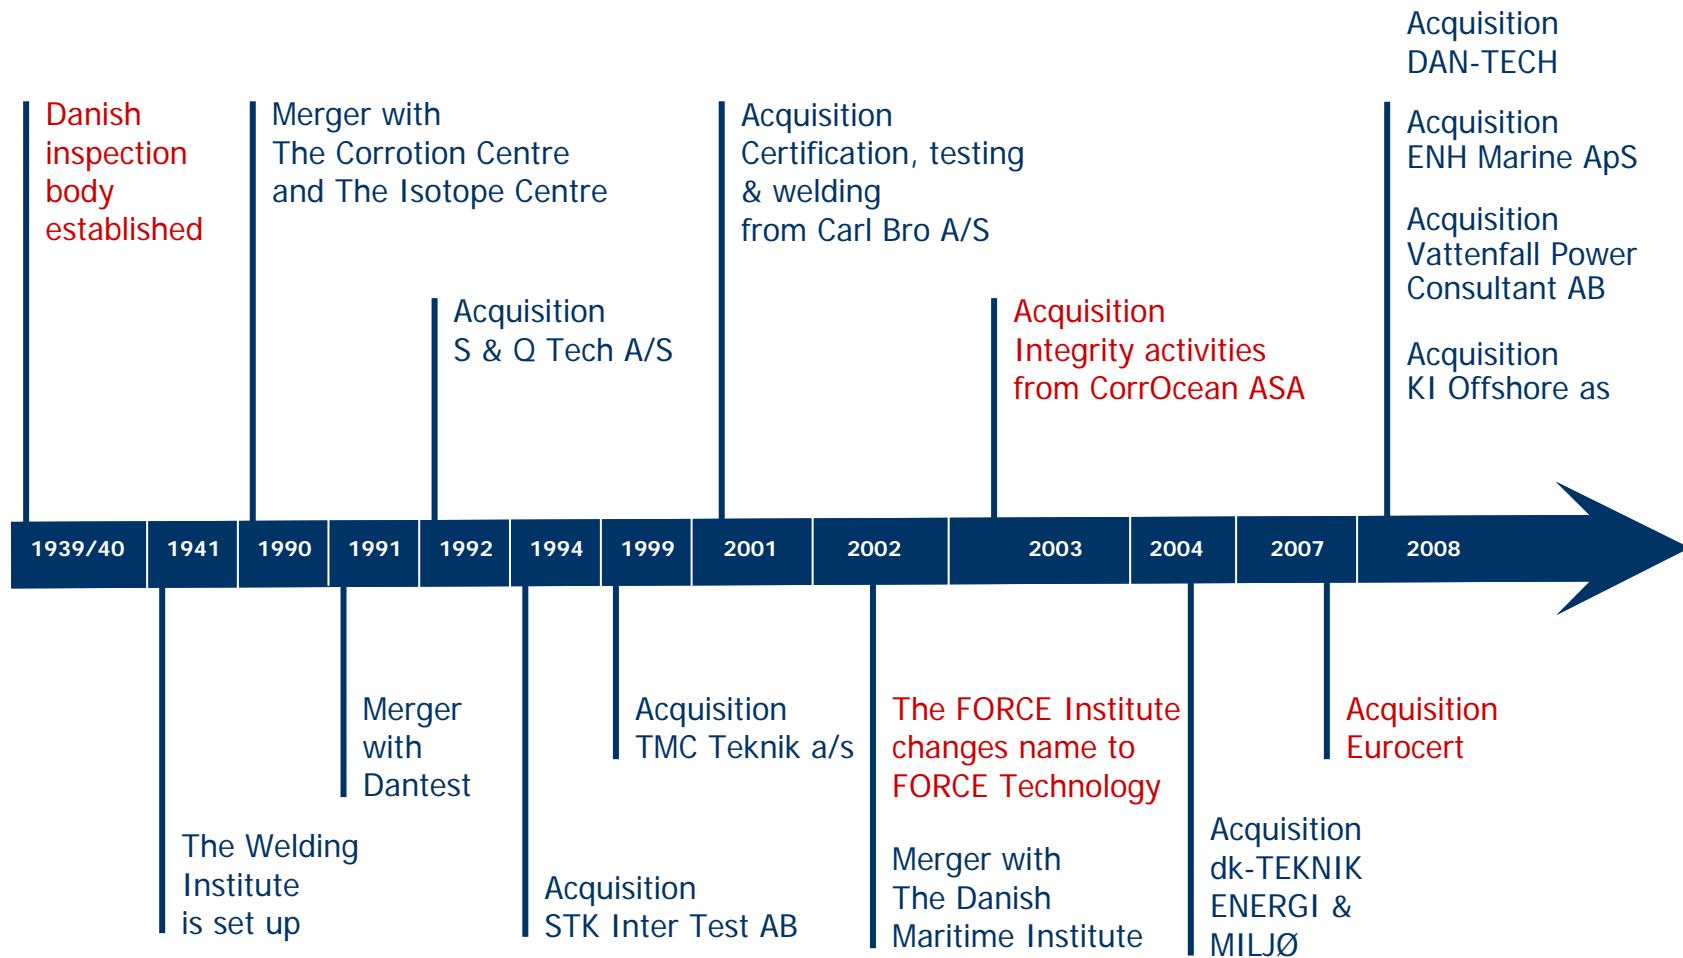 Danish
inspection
body
established
Merger with
The Corrotion Centre
and The Isotope Centre
Acquisition
S & Q Tech A/S
Acquisition
Certification, testing
& welding
from Carl Bro A/S
Acquisition
Integrity activities
from CorrOcean ASA
Acquisition
DAN-TECH
Acquisition
ENH Marine ApS
Acquisition
Vattenfall Power
Consultant AB
Acquisition
KI Offshore as
1939/40 1941 1990 1991 1992 1994 1999 2001 2002 2003 2004 2007 2008
The Welding
Institute
is set up
Merger
with
Dantest
Acquisition
STK Inter Test AB
Acquisition
TMC Teknik a/s
The FORCE Institute
changes name to
FORCE Technology
Merger with
The Danish
Maritime Institute
Acquisition
dk-TEKNIK
ENERGI &
MILJØ
Acquisition
Eurocert